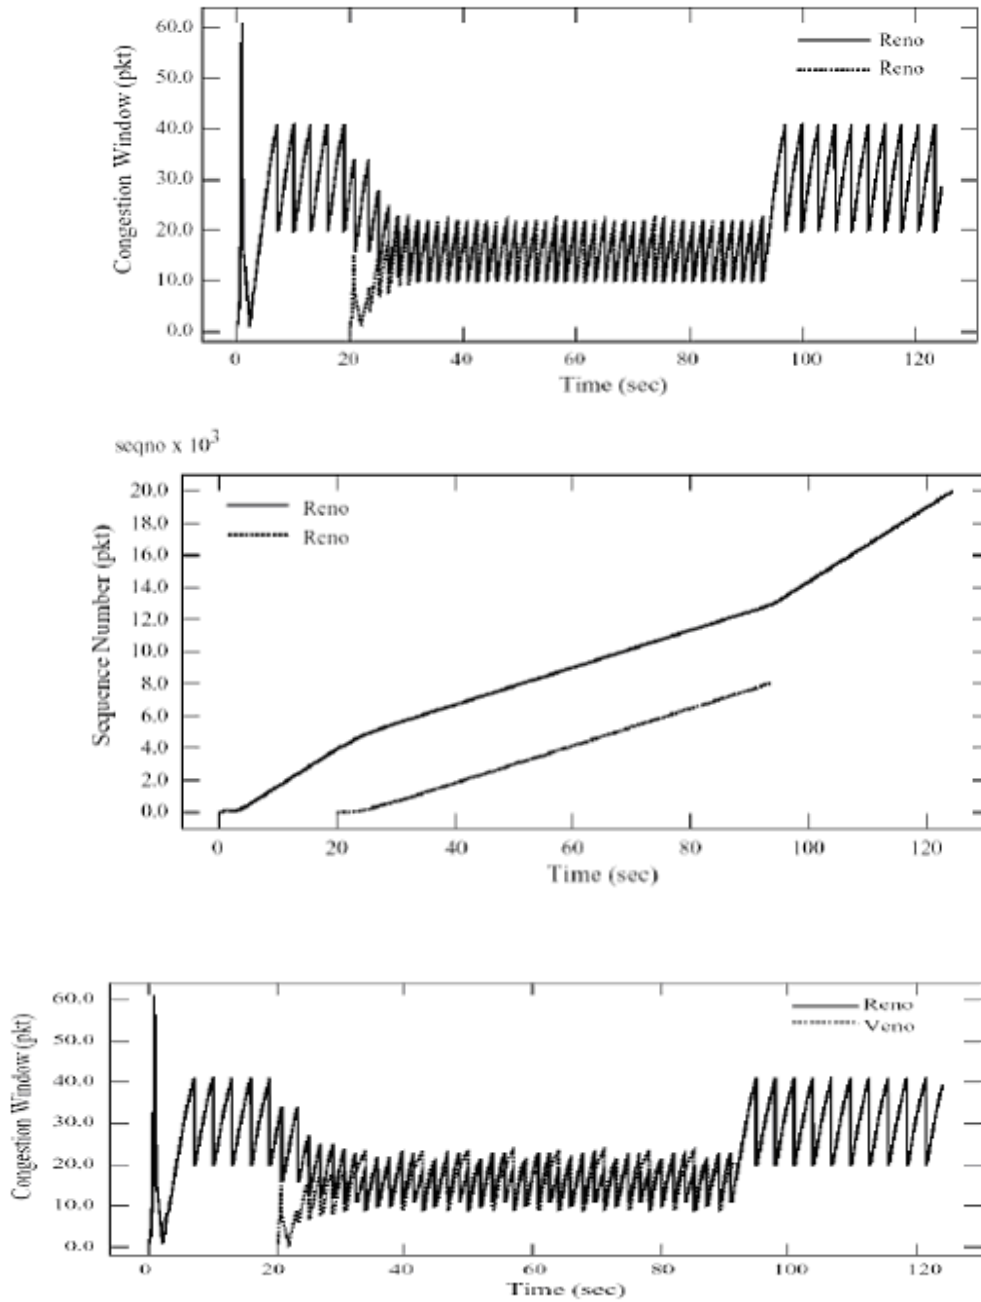 60.0
50.0
40.0
30.0
20.0
10.0
0.0
Congestion Window (pkt)
Reno
Reno
0 20 40 60 80 100 120
Time (sec)
seqno x 10^3
20.0
18.0
16.0
14.0
12.0
10.0
8.0
6.0
4.0
2.0
0.0
Sequence Number (pkt)
Reno
Reno
0 20 40 60 80 100 120
Time (sec)
60.0
50.0
40.0
30.0
20.0
10.0
0.0
Congestion Window (pkt)
Reno
Veno
0 20 40 60 80 100 120
Time (sec)